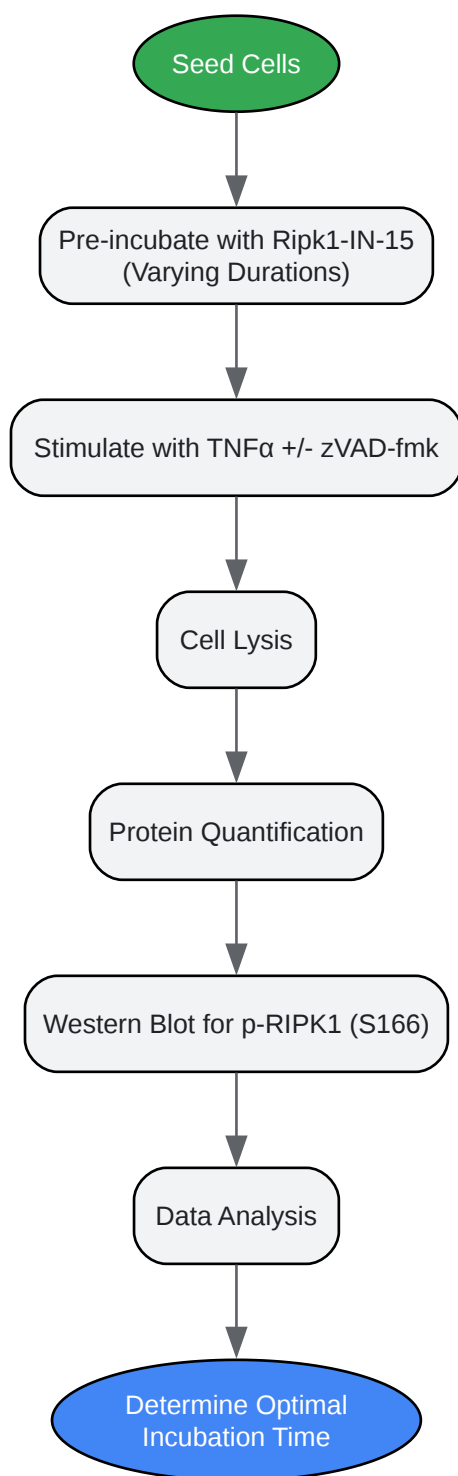 Seed Cells
Pre-incubate with Ripk1-IN-15
(Varying Durations)
Stimulate with TNFα +/- zVAD-fmk
Cell Lysis
Protein Quantification
Western Blot for p-RIPK1 (S166)
Data Analysis
Determine Optimal
Incubation Time